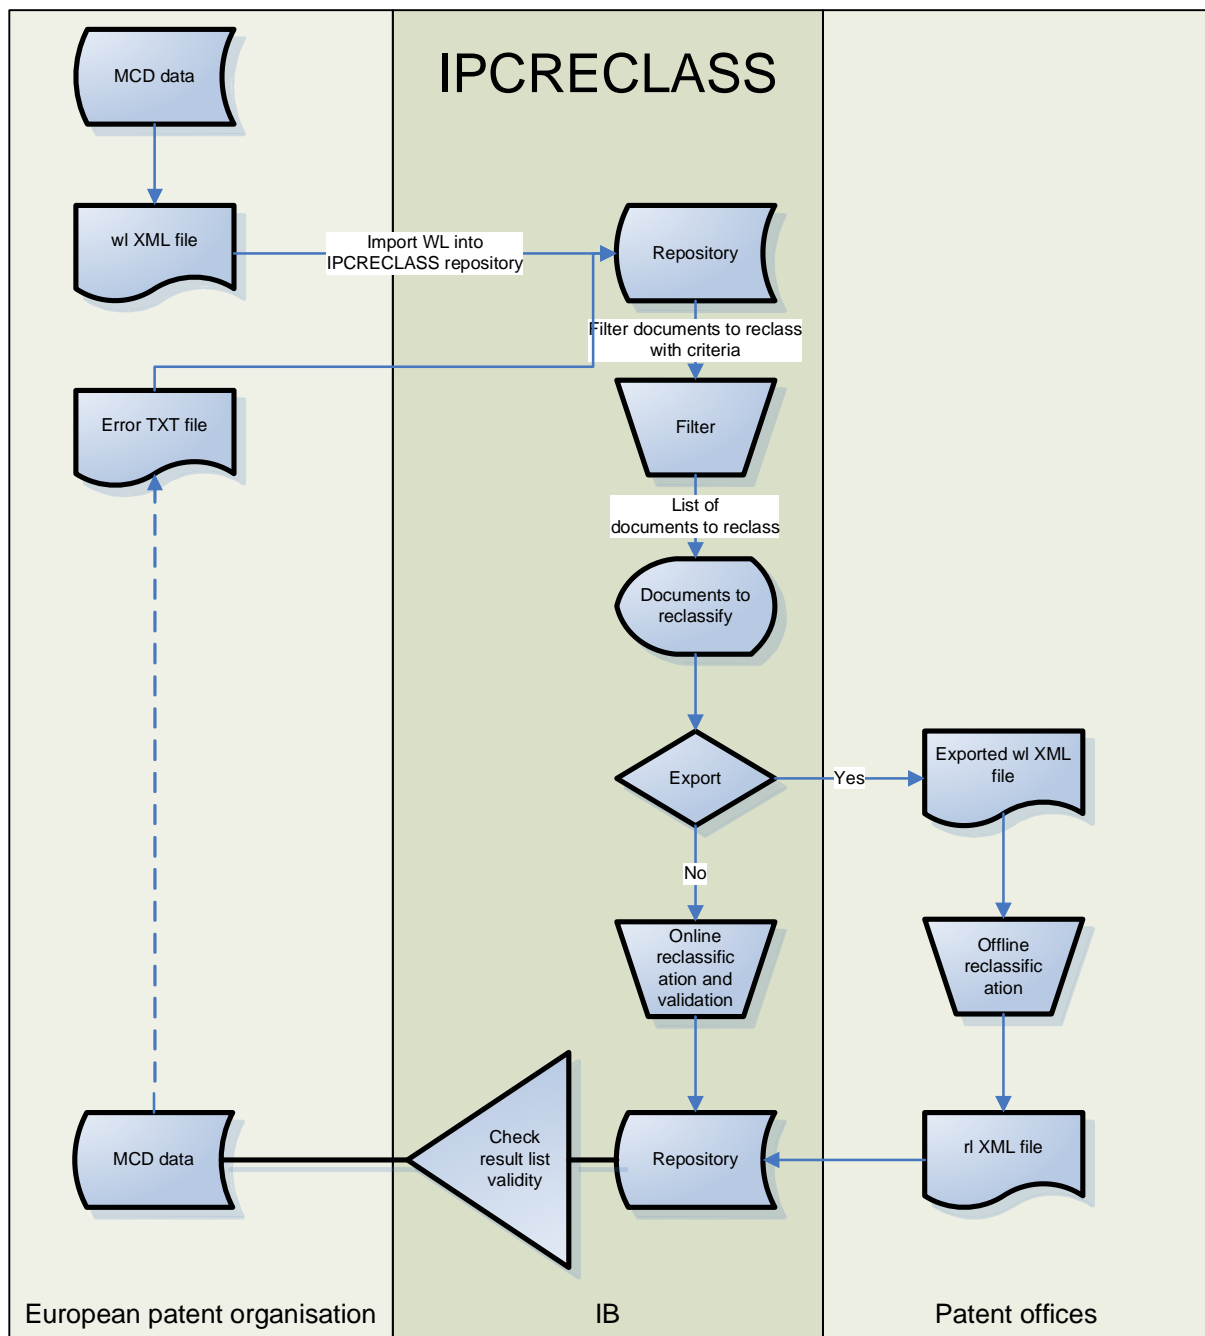 IPCRECLASS
MCD data
wl XML file
Import WL into
IPCRECLASS repository
Repository
Filter documents to reclass
with criteria
Error TXT file
Filter
List of
documents to reclass
Documents to
reclassify
Export
Yes
Exported wl XML
file
No
Online
reclassific
ation and
validation
Offline
reclassific
ation
MCD data
Check
result list
validity
Repository
rl XML file
European patent organisation
IB
Patent offices